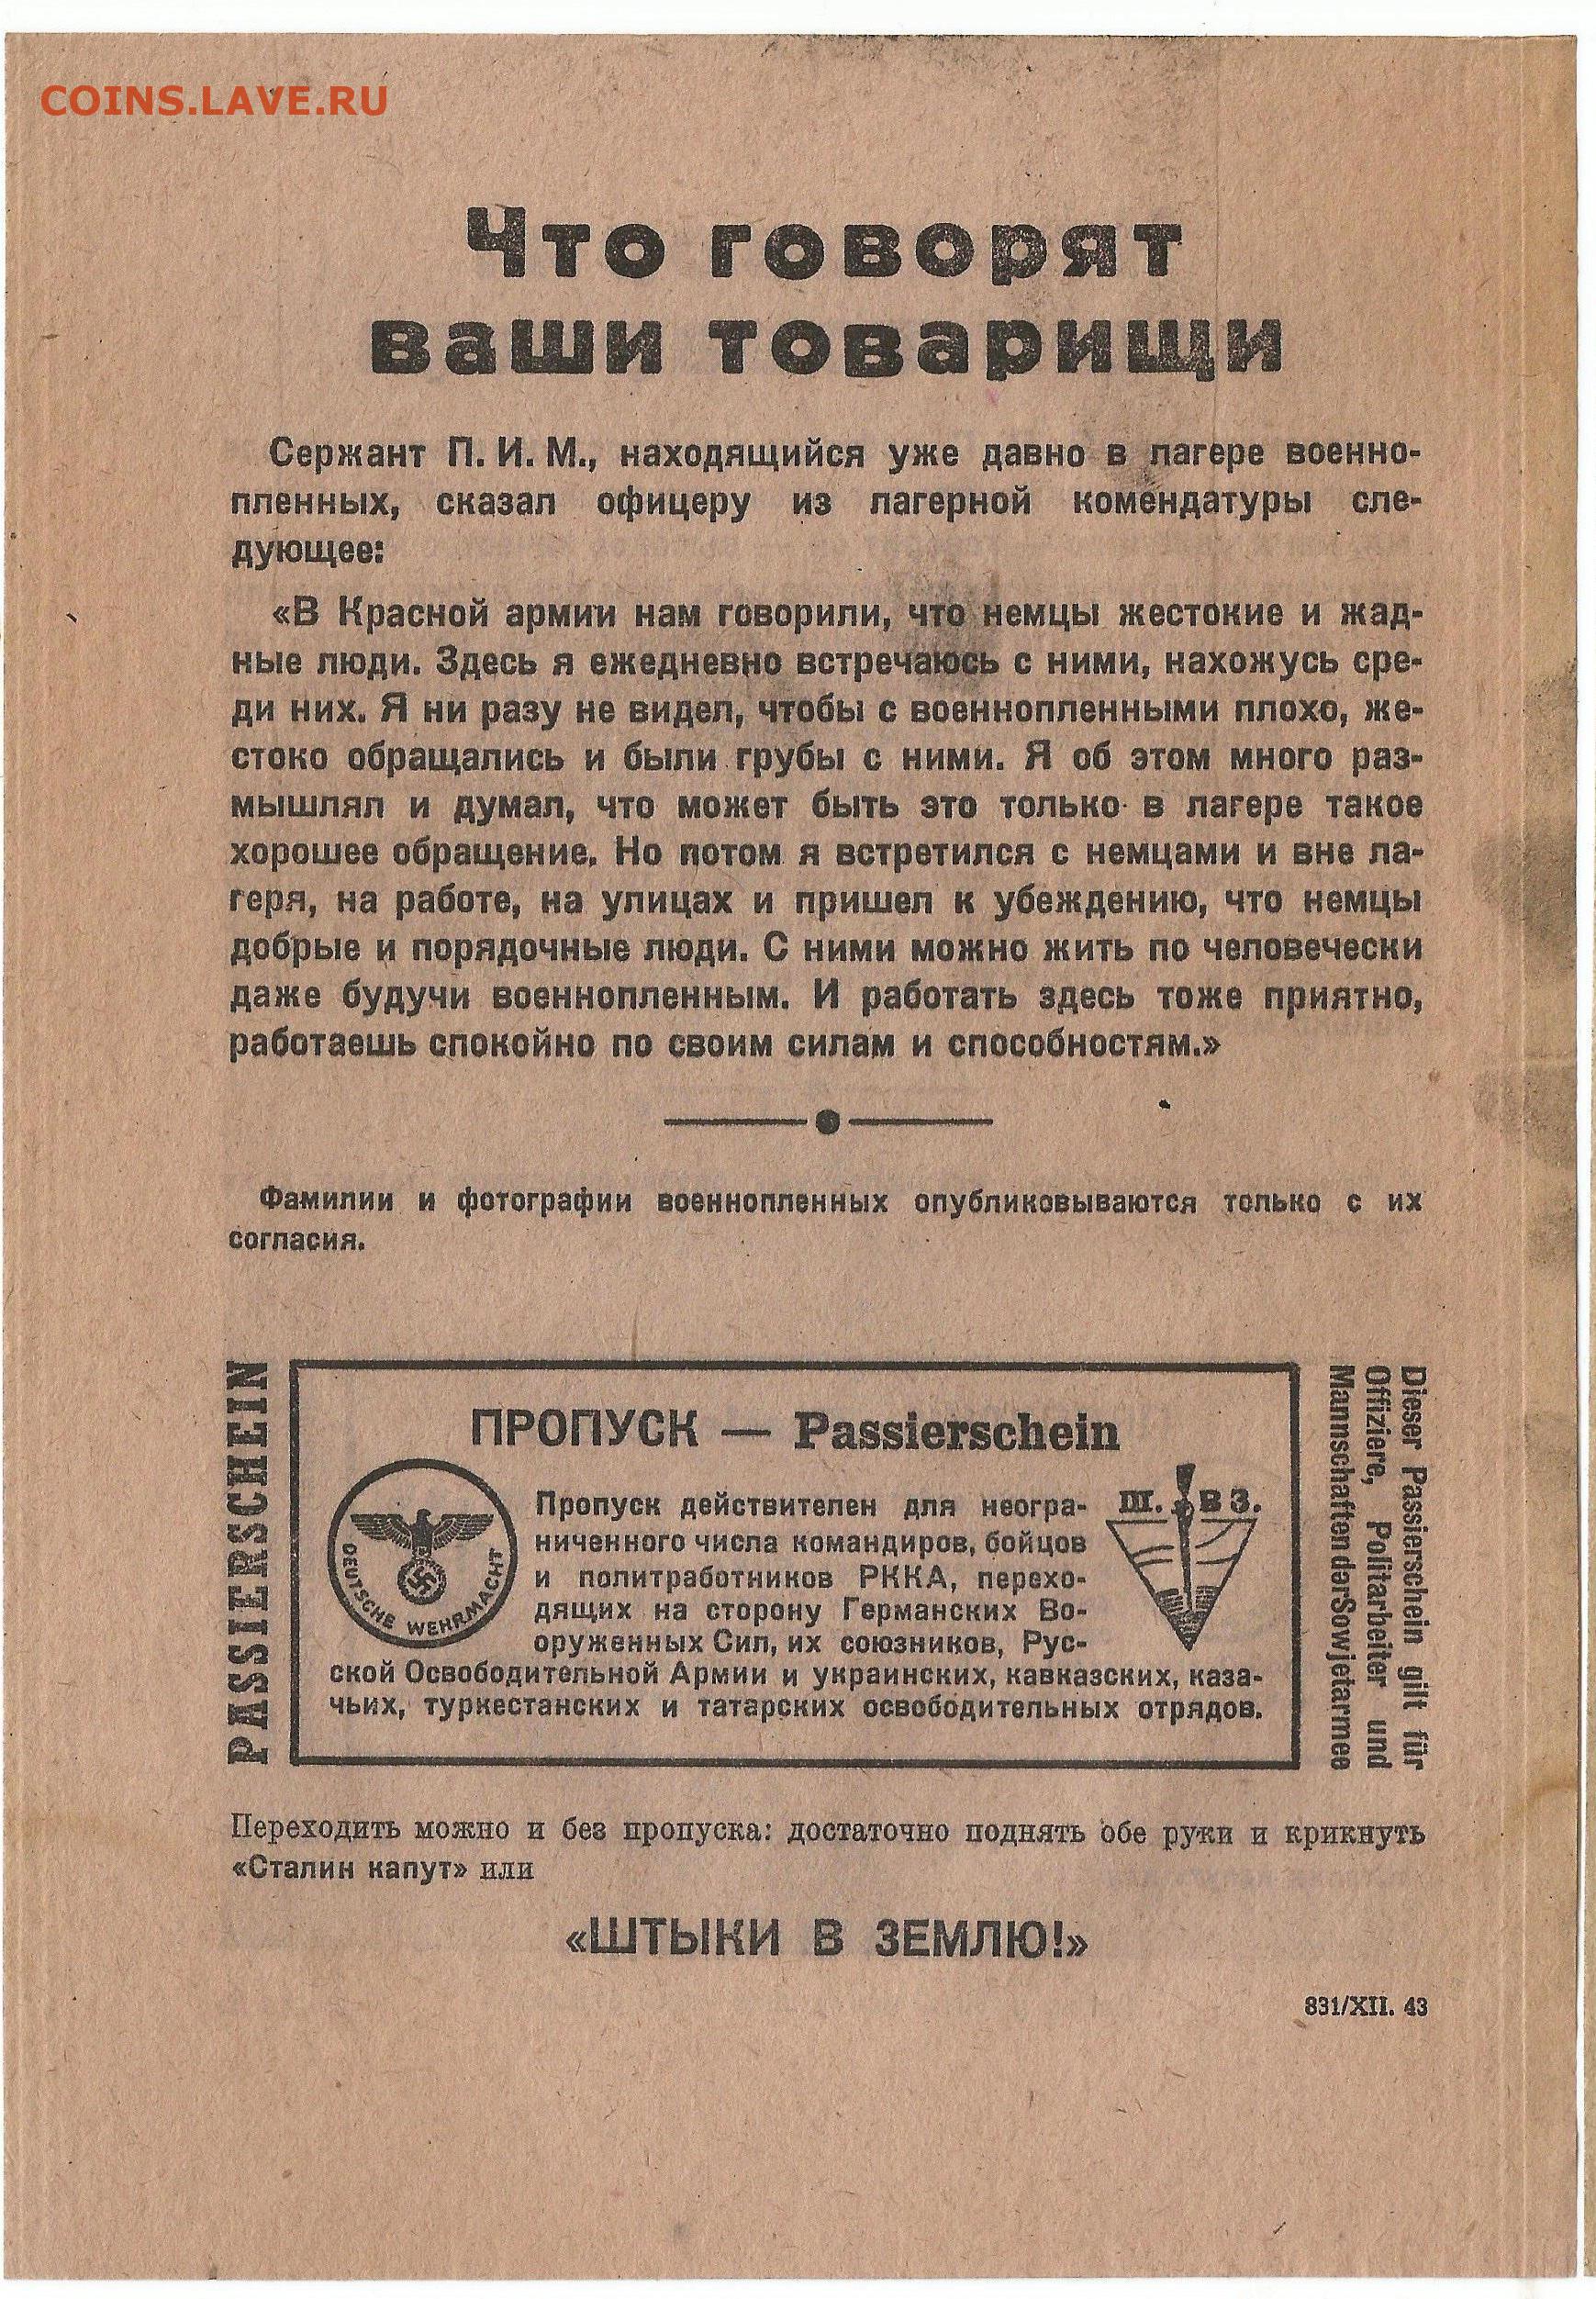 COINS.LAVE.RU
Что говорят
ваши товарищи
Сержант П. И. М., находящийся уже давно в лагере военно-
пленных, сказал офицеру из лагерной комендатуры сле-
дующее:
«В Красной армии нам говорили, что немцы жестокие и жад-
ные люди. Здесь я ежедневно встречаюсь с ними, нахожусь сре-
ди них. Я ни разу не видел, чтобы с военнопленными плохо, же-
стоко обращались и были грубы с ними. Я об этом много раз-
мышлял и думал, что может быть это только в лагере такое
хорошее обращение. Но потом я встретился с немцами и вне ла-
геря, на работе, на улицах и пришел к убеждению, что немцы
добрые и порядочные люди. С ними можно жить по человечески
даже будучи военнопленным. И работать здесь тоже приятно,
работаешь спокойно по своим силам и способностям.»
Фамилии и фотографии военнопленных опубликовываются только с их
согласия.
PASSIERSCHEIN
ПРОПУСК — Passierschein
DEUTSCHE WEHRMACHT
Пропуск действителен для неогра-
ниченного числа командиров, бойцов
и политработников РККА, перехо-
дящих на сторону Германских Во-
оруженных Сил, их союзников, Рус-
ской Освободительной Армии и украинских, кавказских, каза-
чьих, туркестанских и татарских освободительных отрядов.
Ш. В З.
Dieser Passierschein gilt für
Offiziere, Politarbeiter und
Mannschaften der Sowjetarmee
Переходить можно и без пропуска: достаточно поднять обе руки и крикнуть
«Сталин капут» или
«ШТЫКИ В ЗЕМЛЮ!»
831/XII. 43